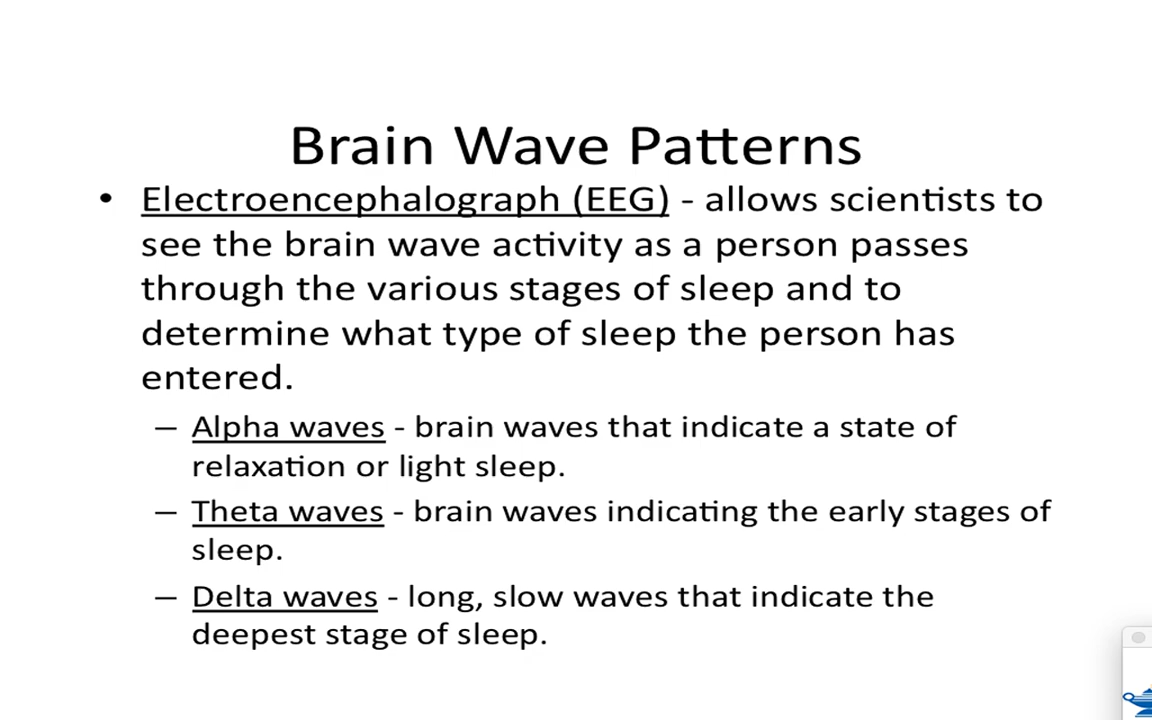 Brain Wave Patterns
• Electroencephalograph (EEG) - allows scientists to
see the brain wave activity as a person passes
through the various stages of sleep and to
determine what type of sleep the person has
entered.
– Alpha waves - brain waves that indicate a state of
relaxation or light sleep.
– Theta waves - brain waves indicating the early stages of
sleep.
– Delta waves - long, slow waves that indicate the
deepest stage of sleep.